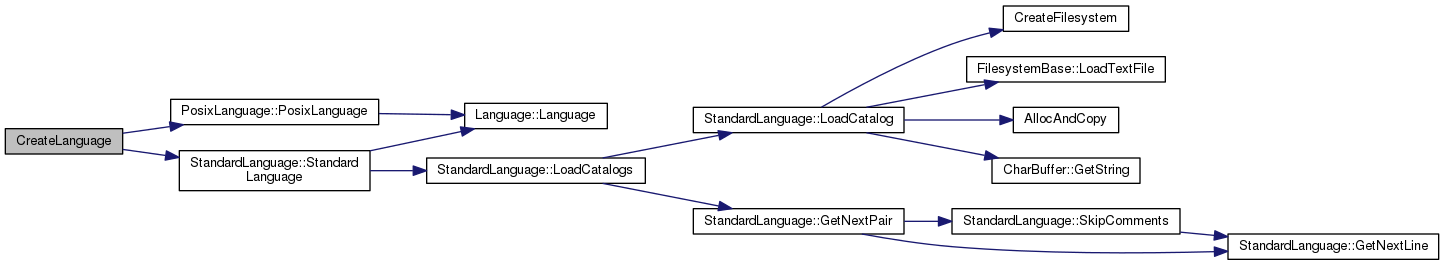 CreateLanguage
PosixLanguage::PosixLanguage
StandardLanguage::Standard
Language
Language::Language
StandardLanguage::LoadCatalogs
StandardLanguage::LoadCatalog
StandardLanguage::GetNextPair
CreateFilesystem
FilesystemBase::LoadTextFile
AllocAndCopy
CharBuffer::GetString
StandardLanguage::SkipComments
StandardLanguage::GetNextLine